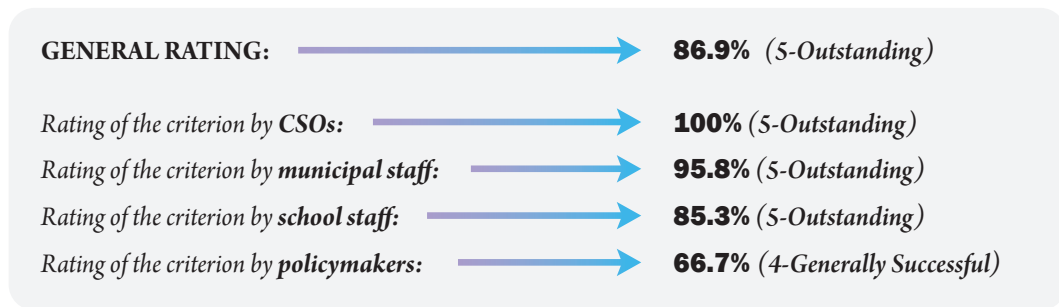 GENERAL RATING: 86.9% (5-Outstanding)
Rating of the criterion by CSOs: 100% (5-Outstanding)
Rating of the criterion by municipal staff: 95.8% (5-Outstanding)
Rating of the criterion by school staff: 85.3% (5-Outstanding)
Rating of the criterion by policymakers: 66.7% (4-Generally Successful)